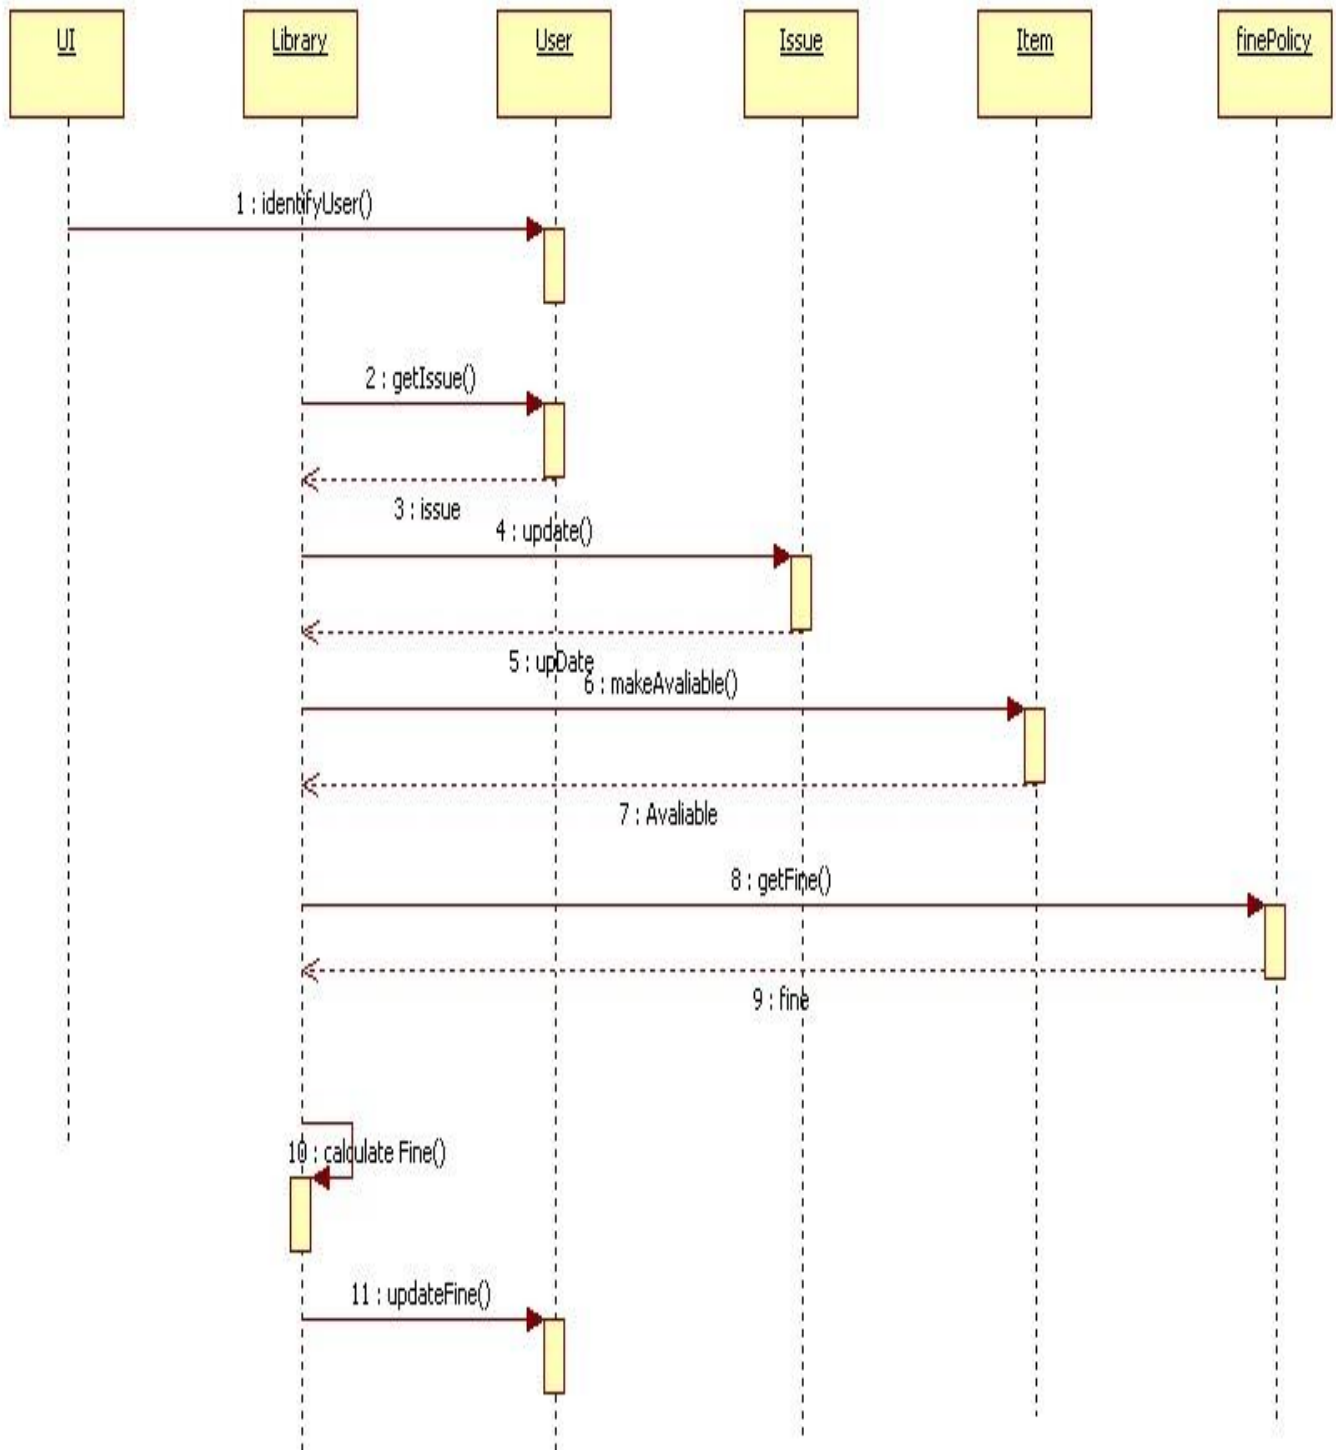 UI
Library
User
Issue
Item
finePolicy
1 : identifyUser()
2 : getIssue()
3 : issue
4 : update()
5 : upDate
6 : makeAvaliable()
7 : Avaliable
8 : getFine()
9 : fine
10 : calculate Fine()
11 : updateFine()